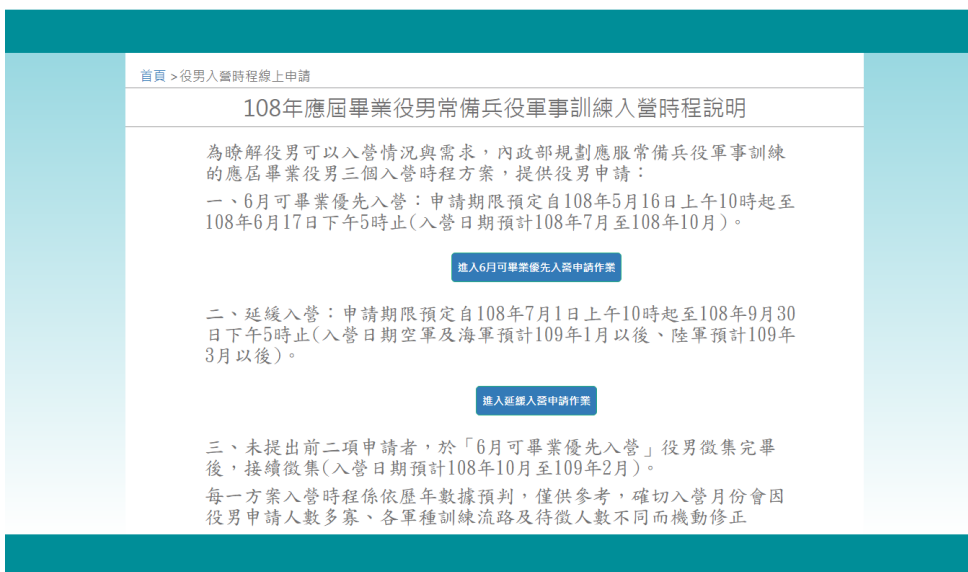 首頁 >役男入營時程線上申請
108年應屆畢業役男常備兵役軍事訓練入營時程說明
為瞭解役男可以入營情況與需求，內政部規劃應服常備兵役軍事訓練
的應屆畢業役男三個入營時程方案，提供役男申請：
一、6月可畢業優先入營：申請期限預定自108年5月16日上午10時起至
108年6月17日下午5時止(入營日期預計108年7月至108年10月)。
進入6月可畢業優先入營申請作業
二、延緩入營：申請期限預定自108年7月1日上午10時起至108年9月30
日下午5時止(入營日期空軍及海軍預計109年1月以後、陸軍預計109年
3月以後)。
進入延緩入營申請作業
三、未提出前二項申請者，於「6月可畢業優先入營」役男徵集完畢
後，接續徵集(入營日期預計108年10月至109年2月)。
每一方案入營時程係依歷年數據預判，僅供參考，確切入營月份會因
役男申請人數多寡、各軍種訓練流路及待徵人數不同而機動修正